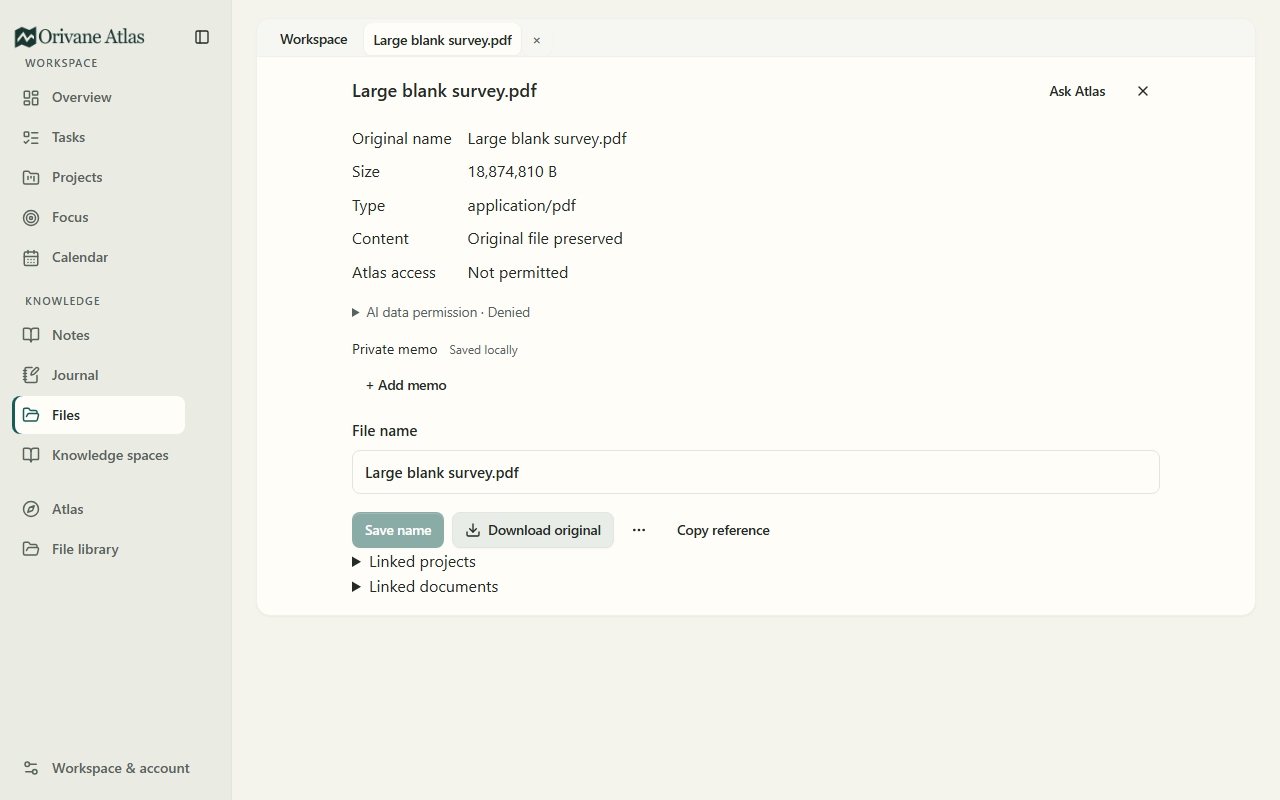 Orivane Atlas
WORKSPACE
Overview
Tasks
Projects
Focus
Calendar
KNOWLEDGE
Notes
Journal
Files
Knowledge spaces
Atlas
File library
Workspace & account
Workspace
Large blank survey.pdf ×
Large blank survey.pdf
Ask Atlas
Original name Large blank survey.pdf
Size 18,874,810 B
Type application/pdf
Content Original file preserved
Atlas access Not permitted
AI data permission · Denied
Private memo Saved locally
+ Add memo
File name
Large blank survey.pdf
Save name Download original ··· Copy reference
Linked projects
Linked documents